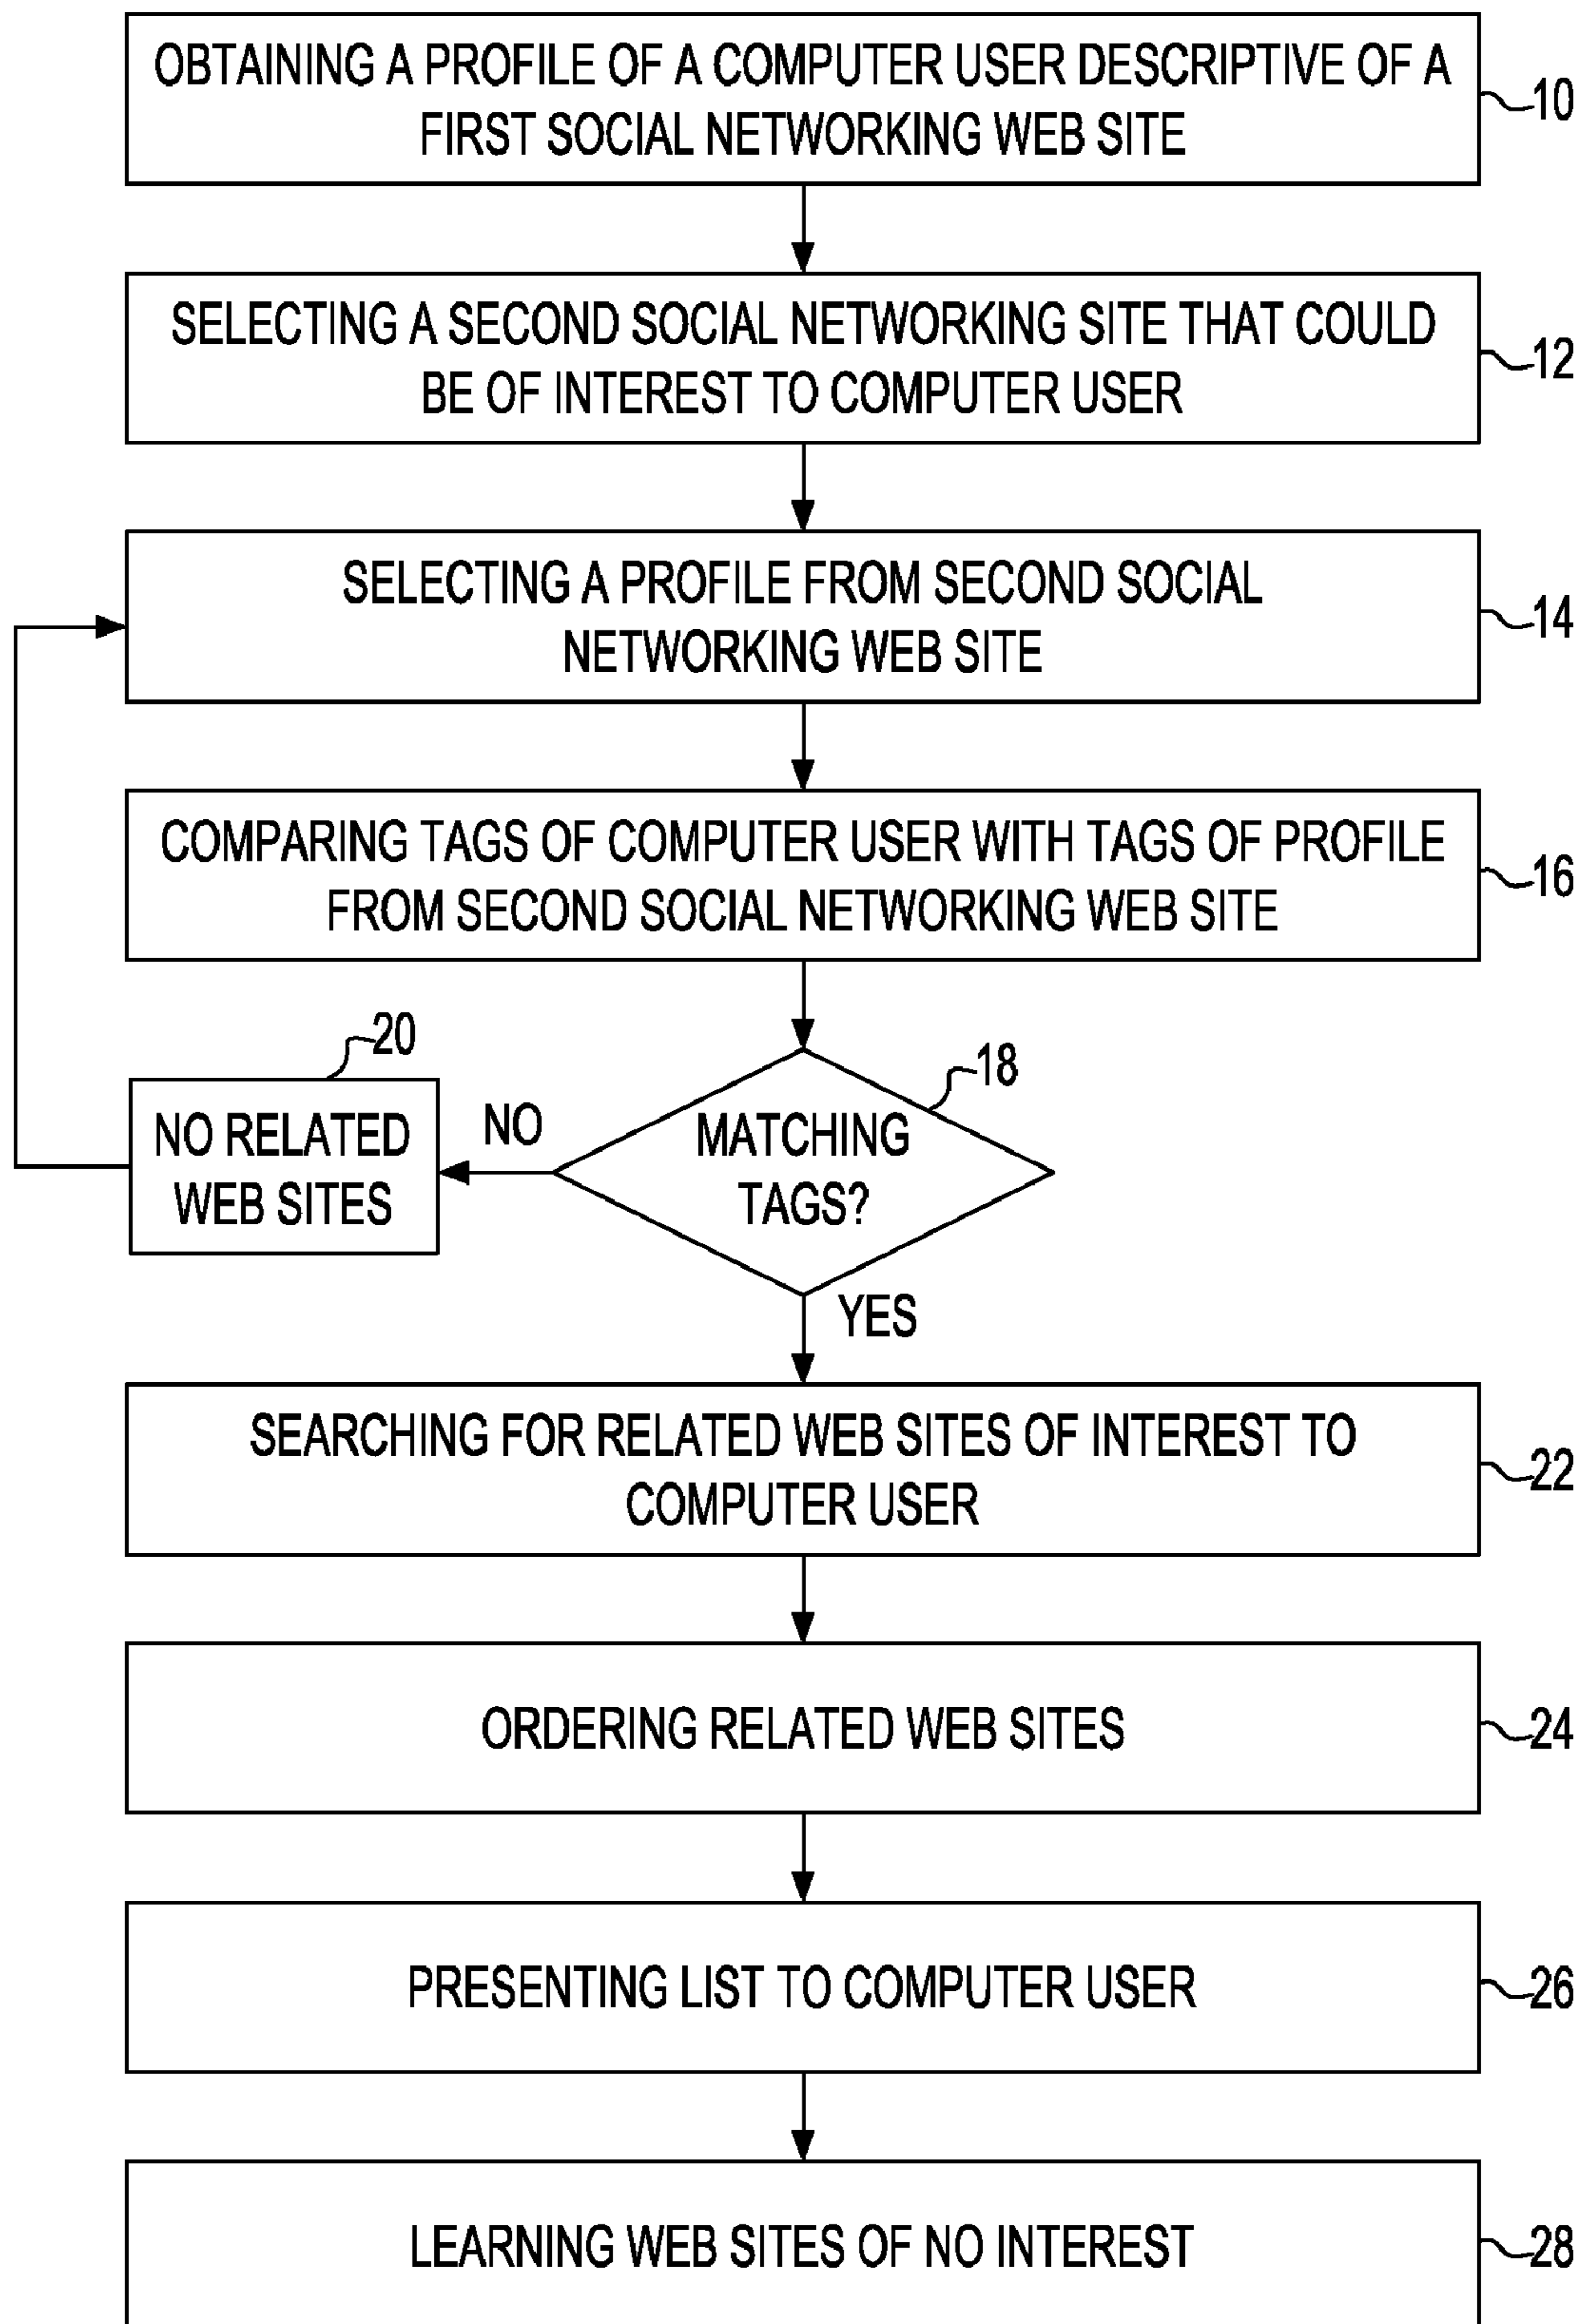 OBTAINING A PROFILE OF A COMPUTER USER DESCRIPTIVE OF A
FIRST SOCIAL NETWORKING WEB SITE
10
SELECTING A SECOND SOCIAL NETWORKING SITE THAT COULD
BE OF INTEREST TO COMPUTER USER
12
SELECTING A PROFILE FROM SECOND SOCIAL
NETWORKING WEB SITE
14
COMPARING TAGS OF COMPUTER USER WITH TAGS OF PROFILE
FROM SECOND SOCIAL NETWORKING WEB SITE
16
20
18
NO RELATED
WEB SITES
NO
MATCHING
TAGS?
YES
SEARCHING FOR RELATED WEB SITES OF INTEREST TO
COMPUTER USER
22
ORDERING RELATED WEB SITES
24
PRESENTING LIST TO COMPUTER USER
26
LEARNING WEB SITES OF NO INTEREST
28